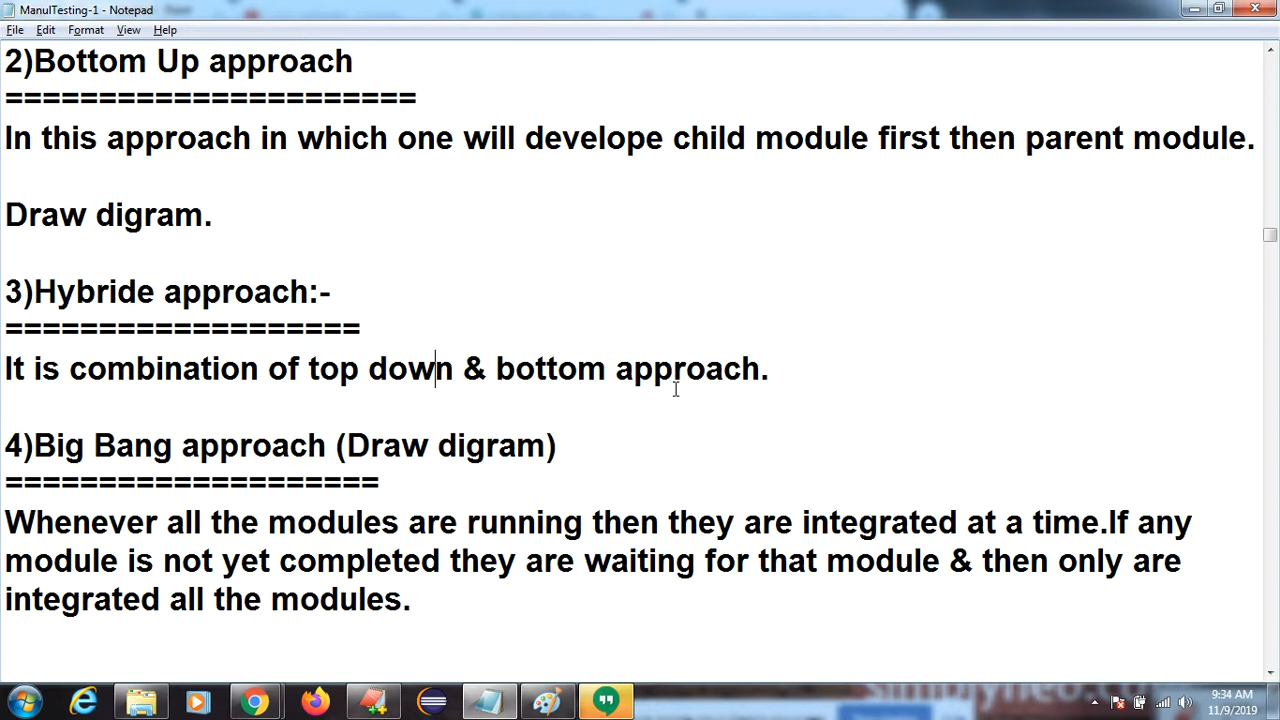 ManulTesting-1 - Notepad
File Edit Format View Help
2)Bottom Up approach
======================
In this approach in which one will develope child module first then parent module.
Draw digram.
3)Hybride approach:-
===================
It is combination of top down & bottom approach.
4)Big Bang approach (Draw digram)
====================
Whenever all the modules are running then they are integrated at a time.If any
module is not yet completed they are waiting for that module & then only are
integrated all the modules.
9:34 AM
11/9/2019